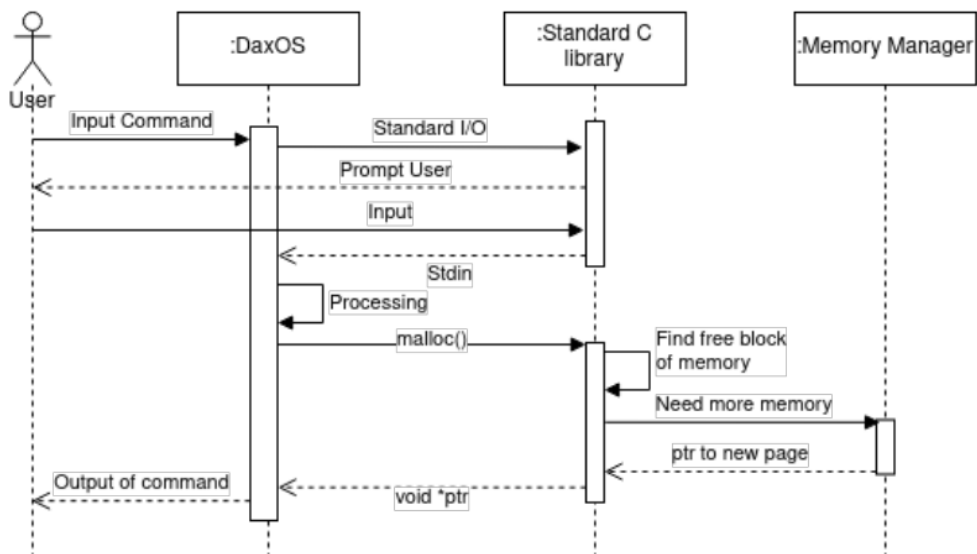 :DaxOS
:Standard C
library
:Memory Manager
User
Input Command
Standard I/O
Prompt User
Input
Stdin
Processing
malloc()
Find free block
of memory
Need more memory
ptr to new page
Output of command
void *ptr